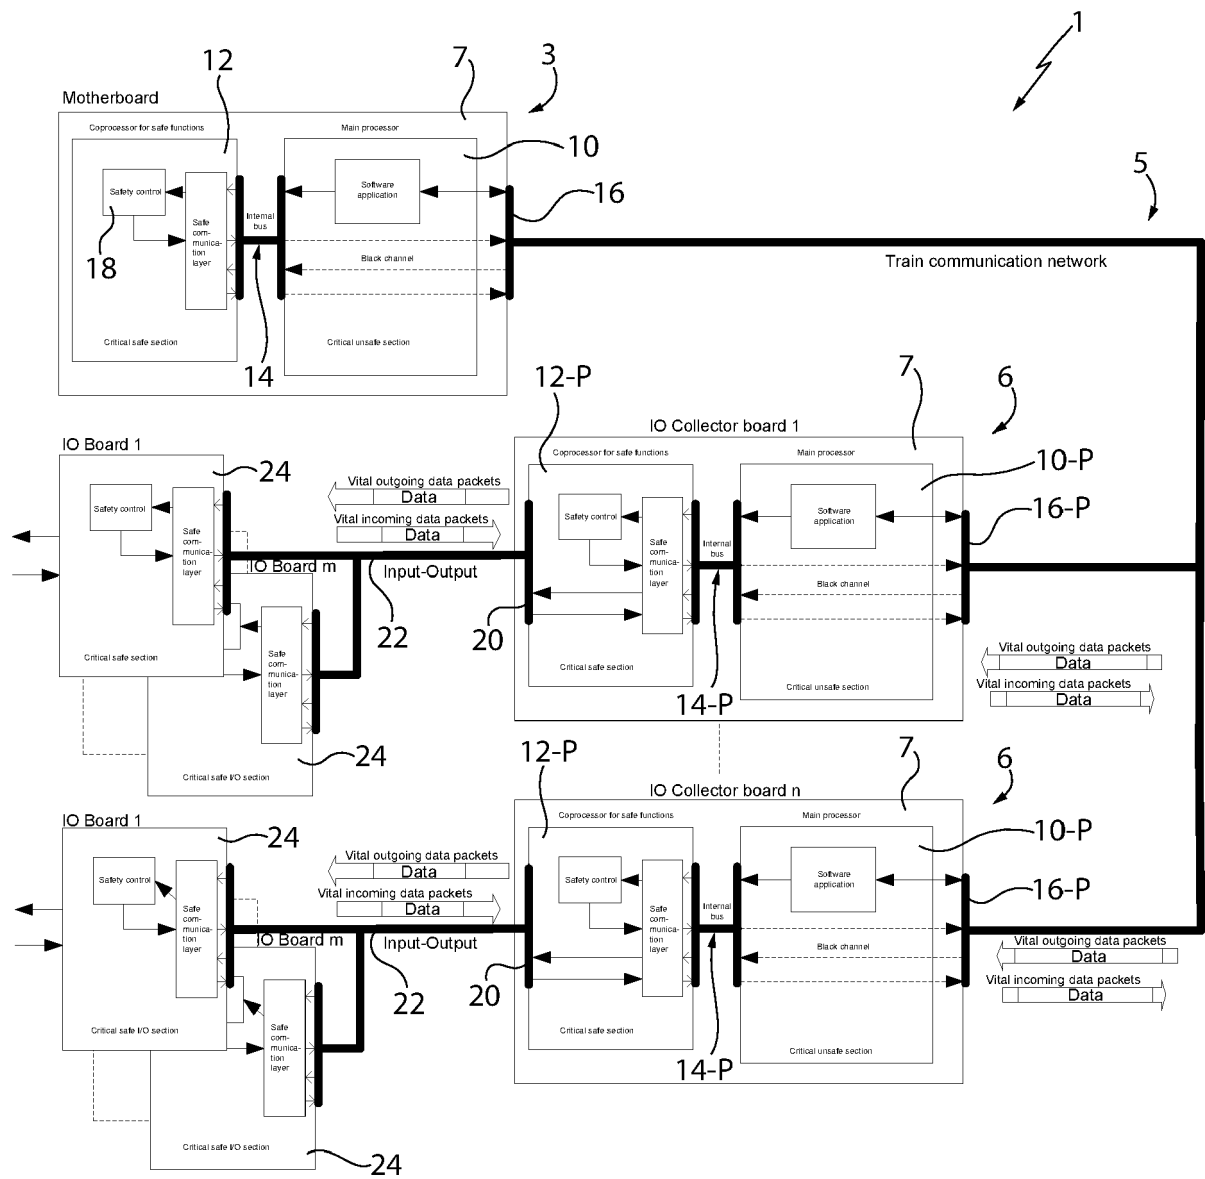 1
3
7
12
Motherboard
Coprocessor for safe functions
Main processor
10
5
Safety control
Software
application
16
Internal
bus
Safe
com-
munica-
tion
layer
18
Black channel
Train communication network
Critical safe section
Critical unsafe section
14
12-P
7
6
IO Collector board 1
IO Board 1
24
Coprocessor for safe functions
Main processor
10-P
Vital outgoing data packets
Data
Vital incoming data packets
Data
Safety control
Safe
com-
munica-
tion
layer
Safety control
Safe
com-
munica-
tion
layer
Internal
bus
Software
application
16-P
Black channel
IO Board m
Input-Output
22
20
Safe
com-
munica-
tion
layer
Critical safe section
Critical safe section
Critical unsafe section
14-P
Vital outgoing data packets
Data
Vital incoming data packets
Data
24
Critical safe I/O section
12-P
7
6
IO Collector board n
IO Board 1
24
Coprocessor for safe functions
Main processor
10-P
Vital outgoing data packets
Data
Vital incoming data packets
Data
Safety control
Safe
com-
munica-
tion
layer
Safety control
Safe
com-
munica-
tion
layer
Internal
bus
Software
application
16-P
Black channel
IO Board m
Input-Output
22
20
Safe
com-
munica-
tion
layer
Critical safe I/O section
Critical safe section
Critical unsafe section
14-P
Vital outgoing data packets
Data
Vital incoming data packets
Data
Critical safe I/O section
24